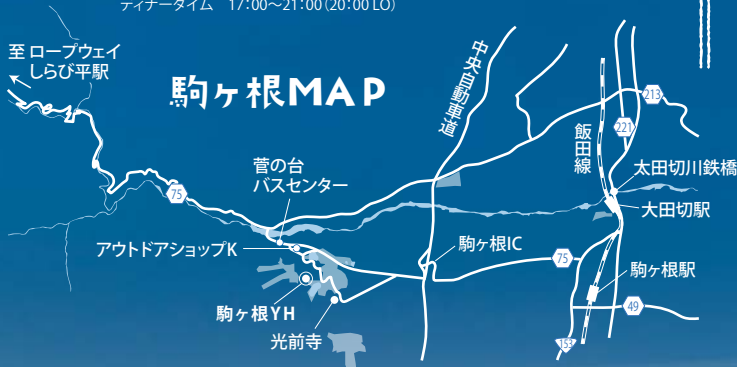 ディナータイム 17:00〜21:00(20:00 LO)
至 ロープウェイ
しらび平駅
駒ヶ根MAP
中央自動車道
213
221
飯田線
太田切川鉄橋
大田切駅
菅の台
バスセンター
75
アウトドアショップK
駒ヶ根IC
75
駒ヶ根駅
駒ヶ根YH
49
光前寺
153